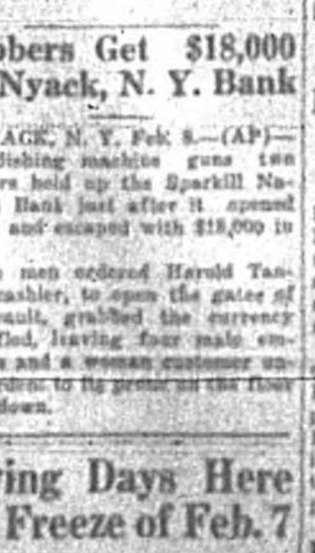 bbers Get $18,000
Nyack, N. Y. Bank
ACK, N. Y. Feb. 8.—(AP)—
dishing machine guns two
rs held up the Sparkill Na-
Bank just after it opened
and escaped with $18,000 in
men ordered Harold Tan-
cashier, to open the gates of
vault, grabbed the currency
fled, leaving four male em-
s and a woman customer un-
to lie prone on the floor
down.
ing Days Here
Freeze of Feb. 7